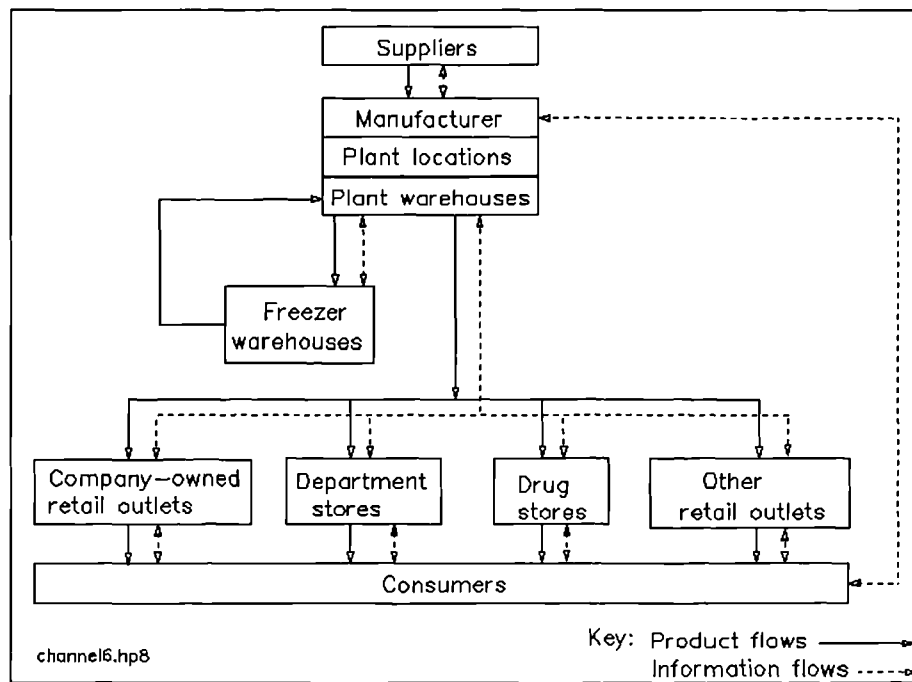 Suppliers
Manufacturer
Plant locations
Plant warehouses
Freezer
warehouses
Company-owned
retail outlets
Department
stores
Drug
stores
Other
retail outlets
Consumers
channel6.hp8
Key: Product flows
Information flows